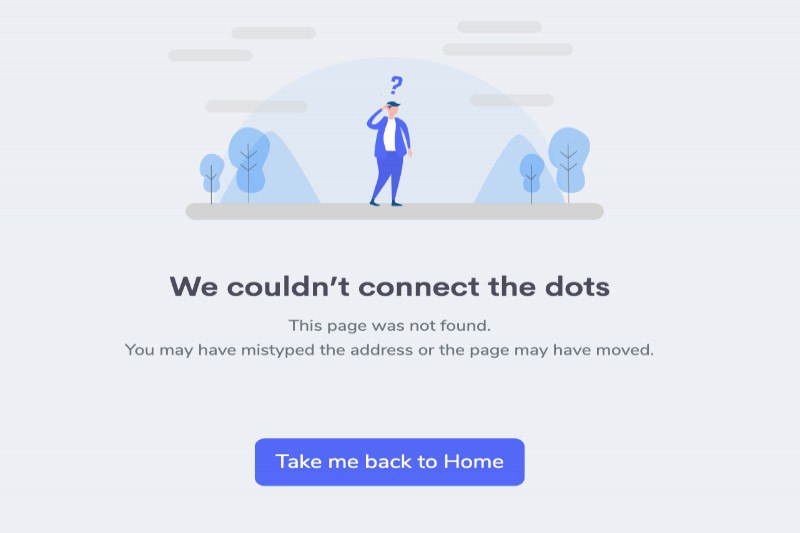 ?
We couldn't connect the dots
This page was not found.
You may have mistyped the address or the page may have moved.
Take me back to Home